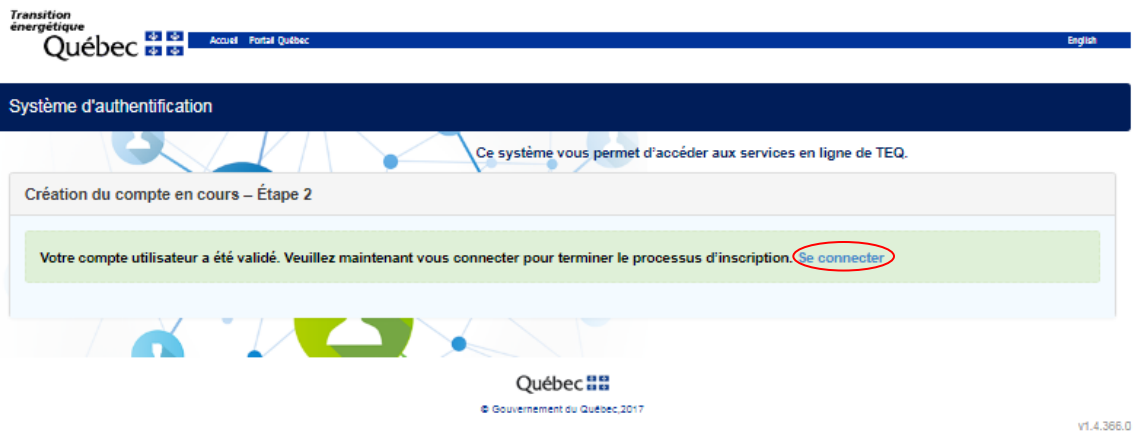 Transition
énergétique
Québec
Accueil Portail Québec English
Système d'authentification
Ce système vous permet d'accéder aux services en ligne de TEQ.
Création du compte en cours – Étape 2
Votre compte utilisateur a été validé. Veuillez maintenant vous connecter pour terminer le processus d'inscription. Se connecter
Québec
© Gouvernement du Québec,2017
v1.4.366.0